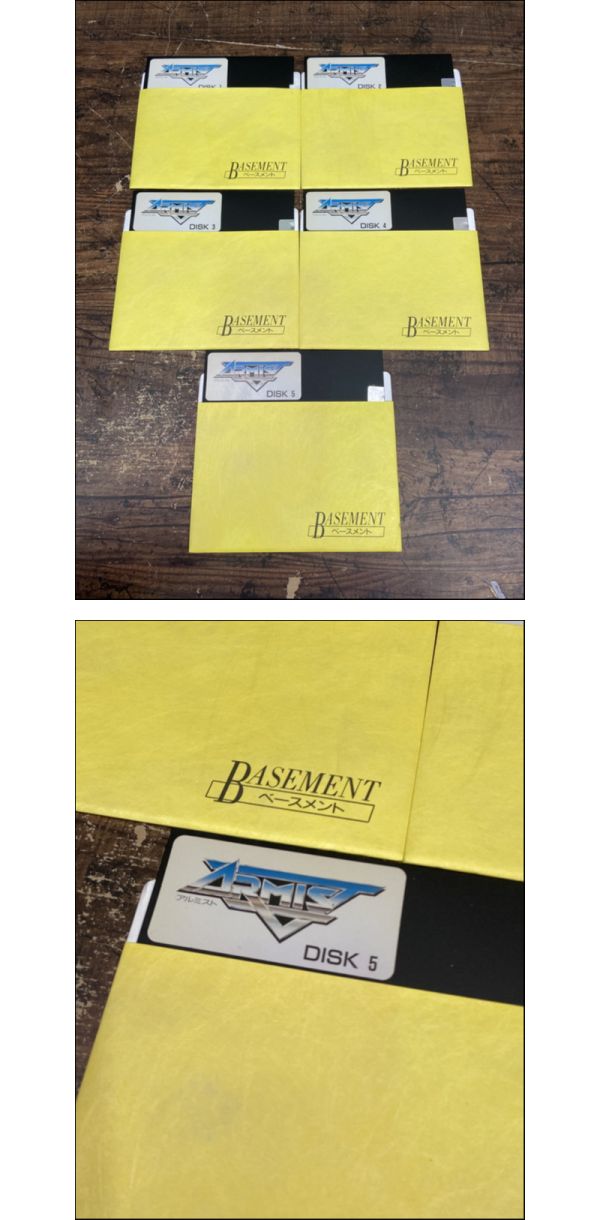 ARMIST
DISK 1
ARMIST
DISK 2
BASEMENT
ベースメント
BASEMENT
ベースメント
ARMIST
DISK 3
ARMIST
DISK 4
BASEMENT
ベースメント
BASEMENT
ベースメント
ARMIST
DISK 5
BASEMENT
ベースメント
BASEMENT
ベースメント
ARMIST
アルミスト
DISK 5